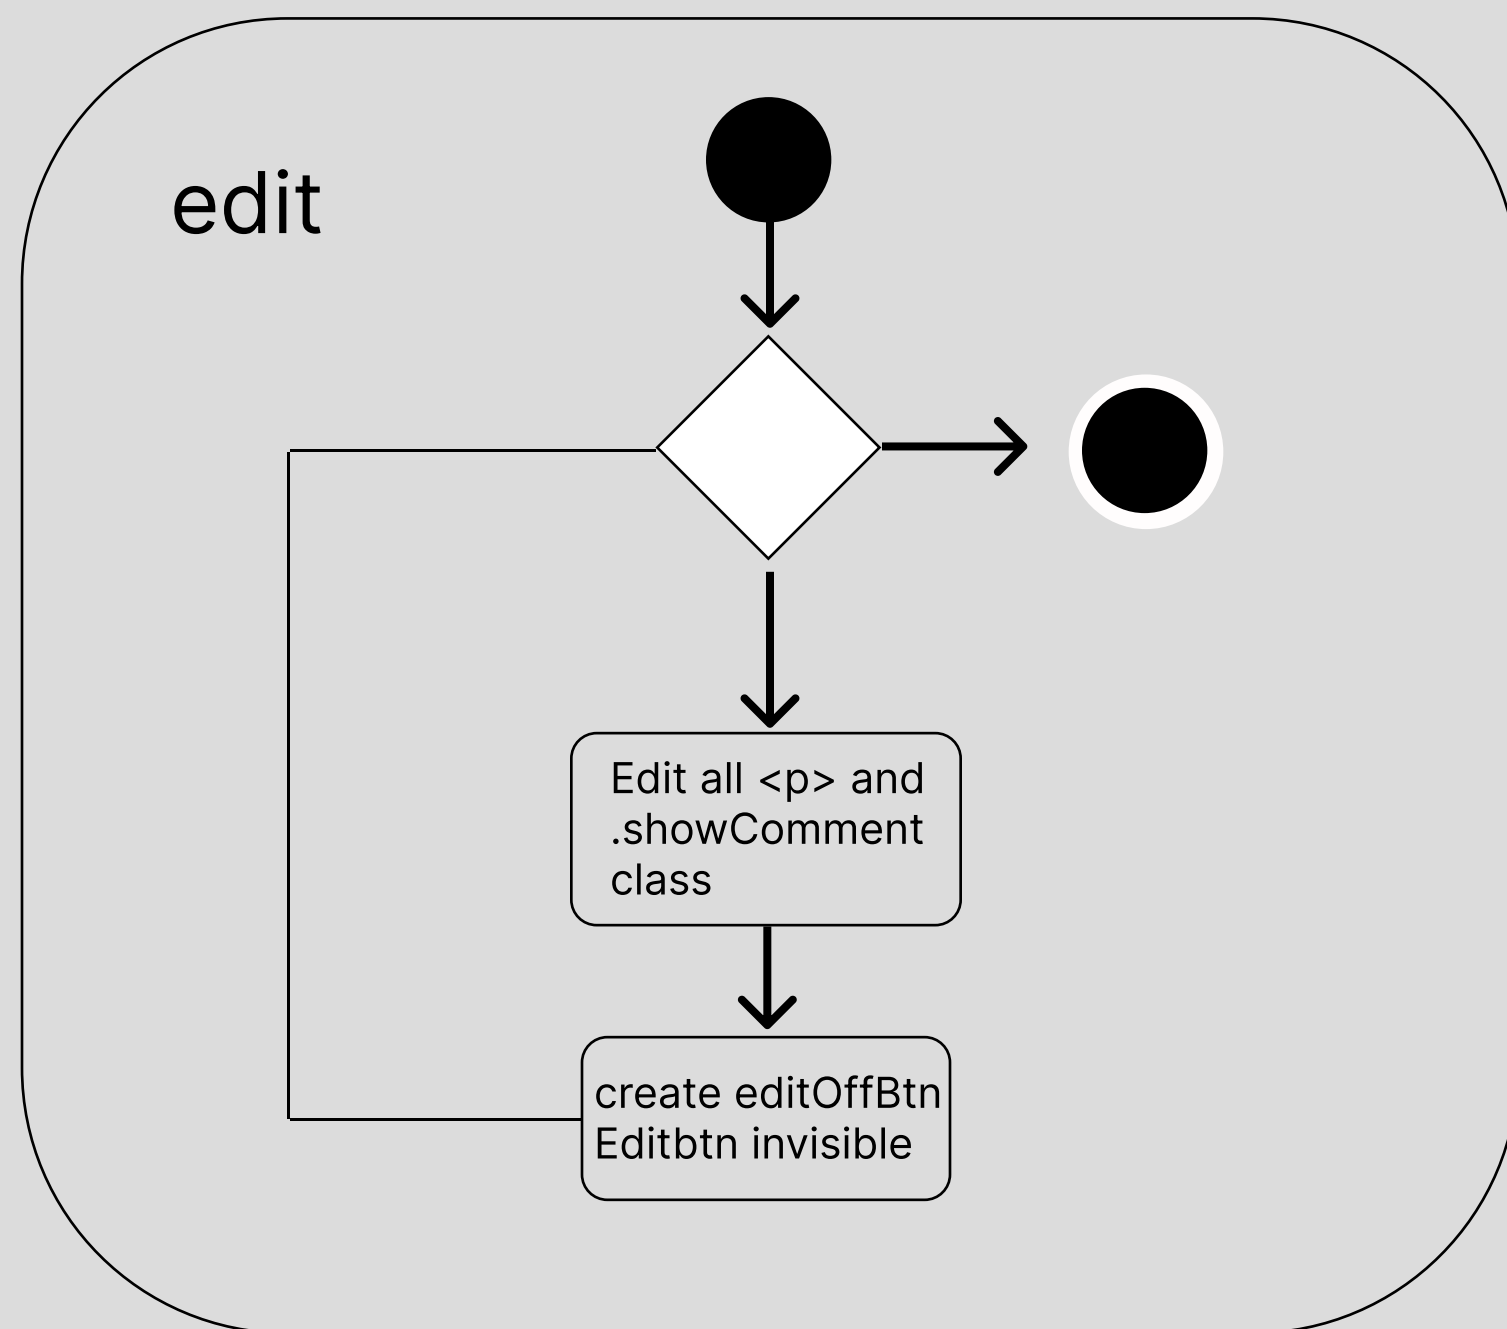 edit
Edit all <p> and
.showComment
class
create editOffBtn
Editbtn invisible